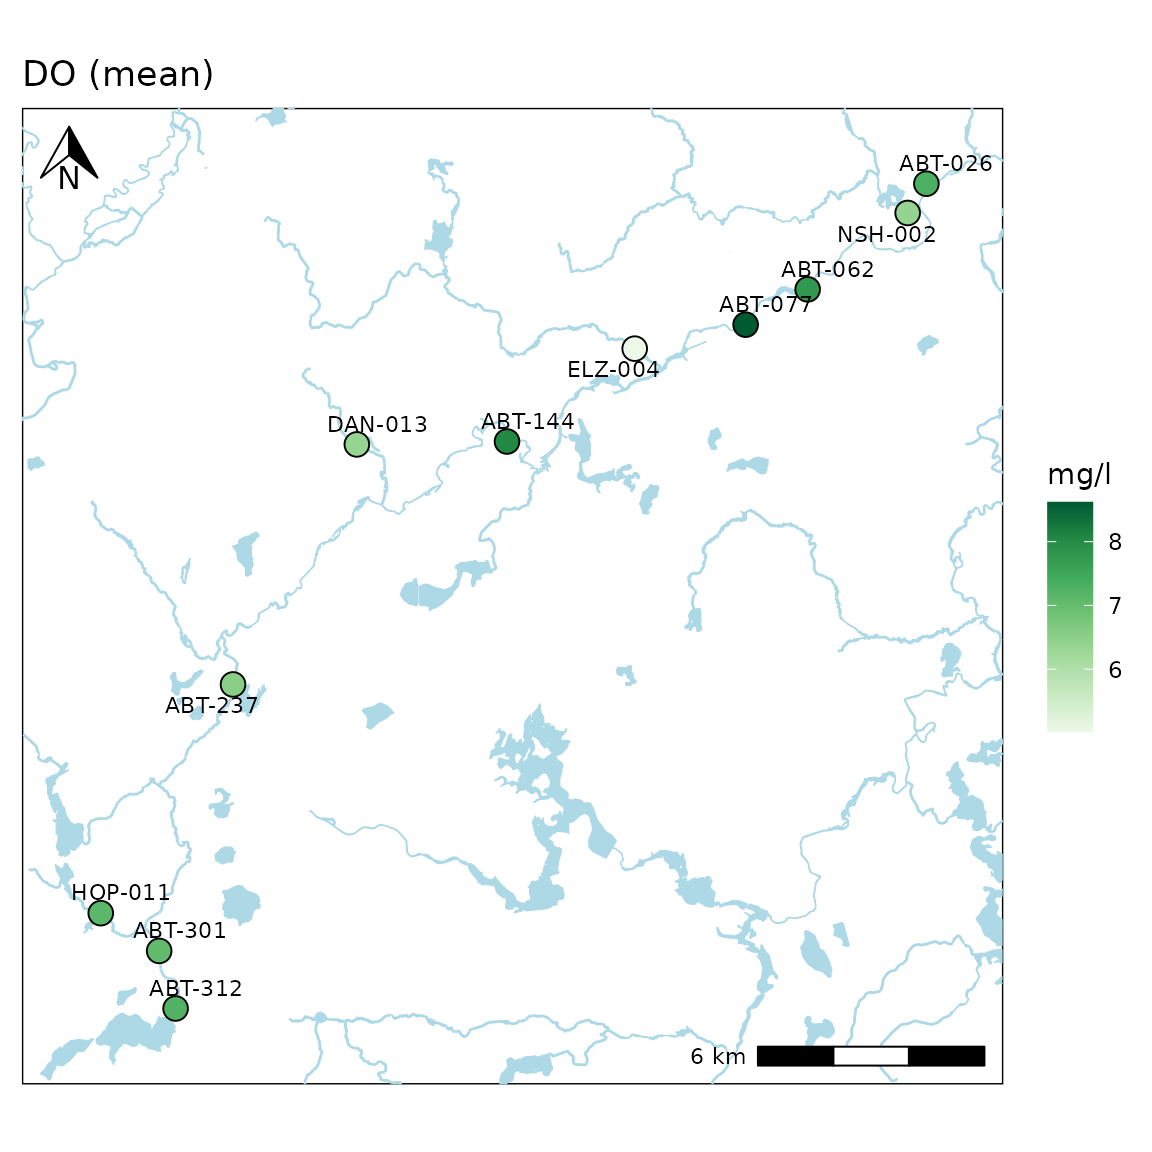 DO (mean)
N
ABT-026
NSH-002
ABT-062
ABT-077
ELZ-004
DAN-013
ABT-144
mg/l
8
7
6
ABT-237
HOP-011
ABT-301
ABT-312
6 km